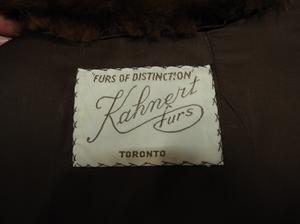 'FURS OF DISTINCTION'
Kahnert
furs
TORONTO